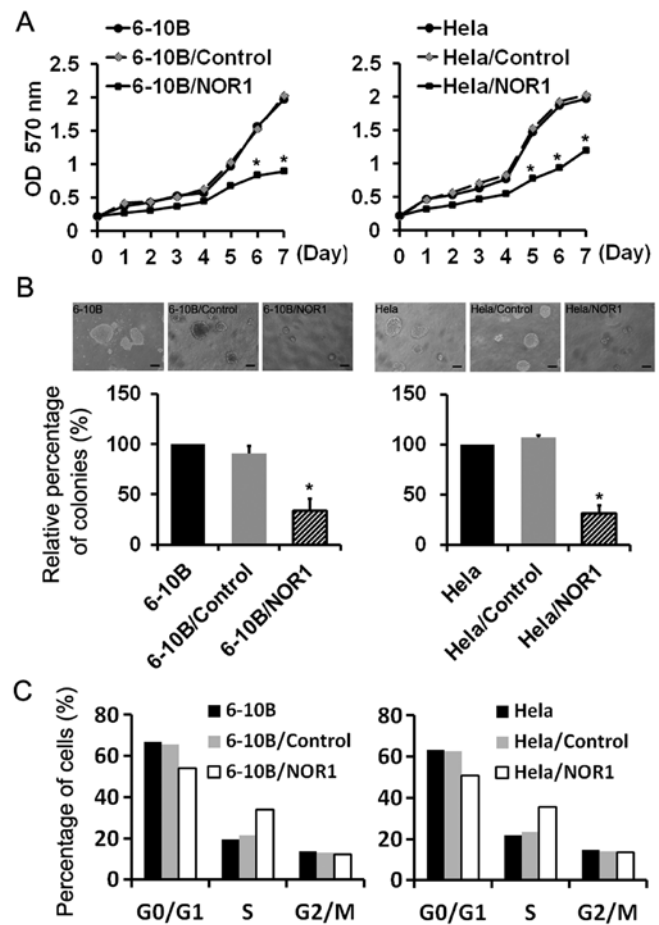 A
6-10B
6-10B/Control
6-10B/NOR1
Hela
Hela/Control
Hela/NOR1
OD 570 nm
2.5
2
1.5
1
0.5
0
* *
0 1 2 3 4 5 6 7 (Day)
2.5
2
1.5
1
0.5
0
* * *
0 1 2 3 4 5 6 7 (Day)
B
6-10B
6-10B/Control
6-10B/NOR1
Hela
Hela/Control
Hela/NOR1
Relative percentage
of colonies (%)
150
100
50
0
*
6-10B
6-10B/Control
6-10B/NOR1
150
100
50
0
*
Hela
Hela/Control
Hela/NOR1
C
Percentage of cells (%)
80
60
40
20
0
6-10B
6-10B/Control
6-10B/NOR1
G0/G1 S G2/M
80
60
40
20
0
Hela
Hela/Control
Hela/NOR1
G0/G1 S G2/M